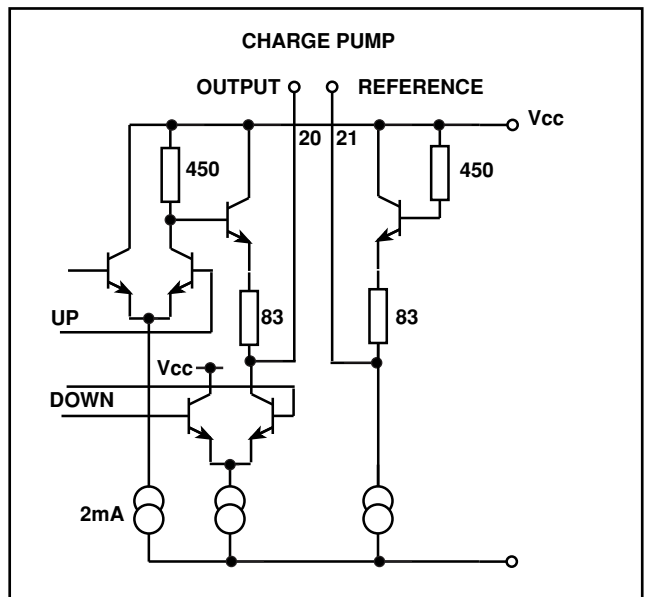 CHARGE PUMP
OUTPUT REFERENCE
Vcc
20 21
450 450
UP
83 83
Vcc
DOWN
2mA